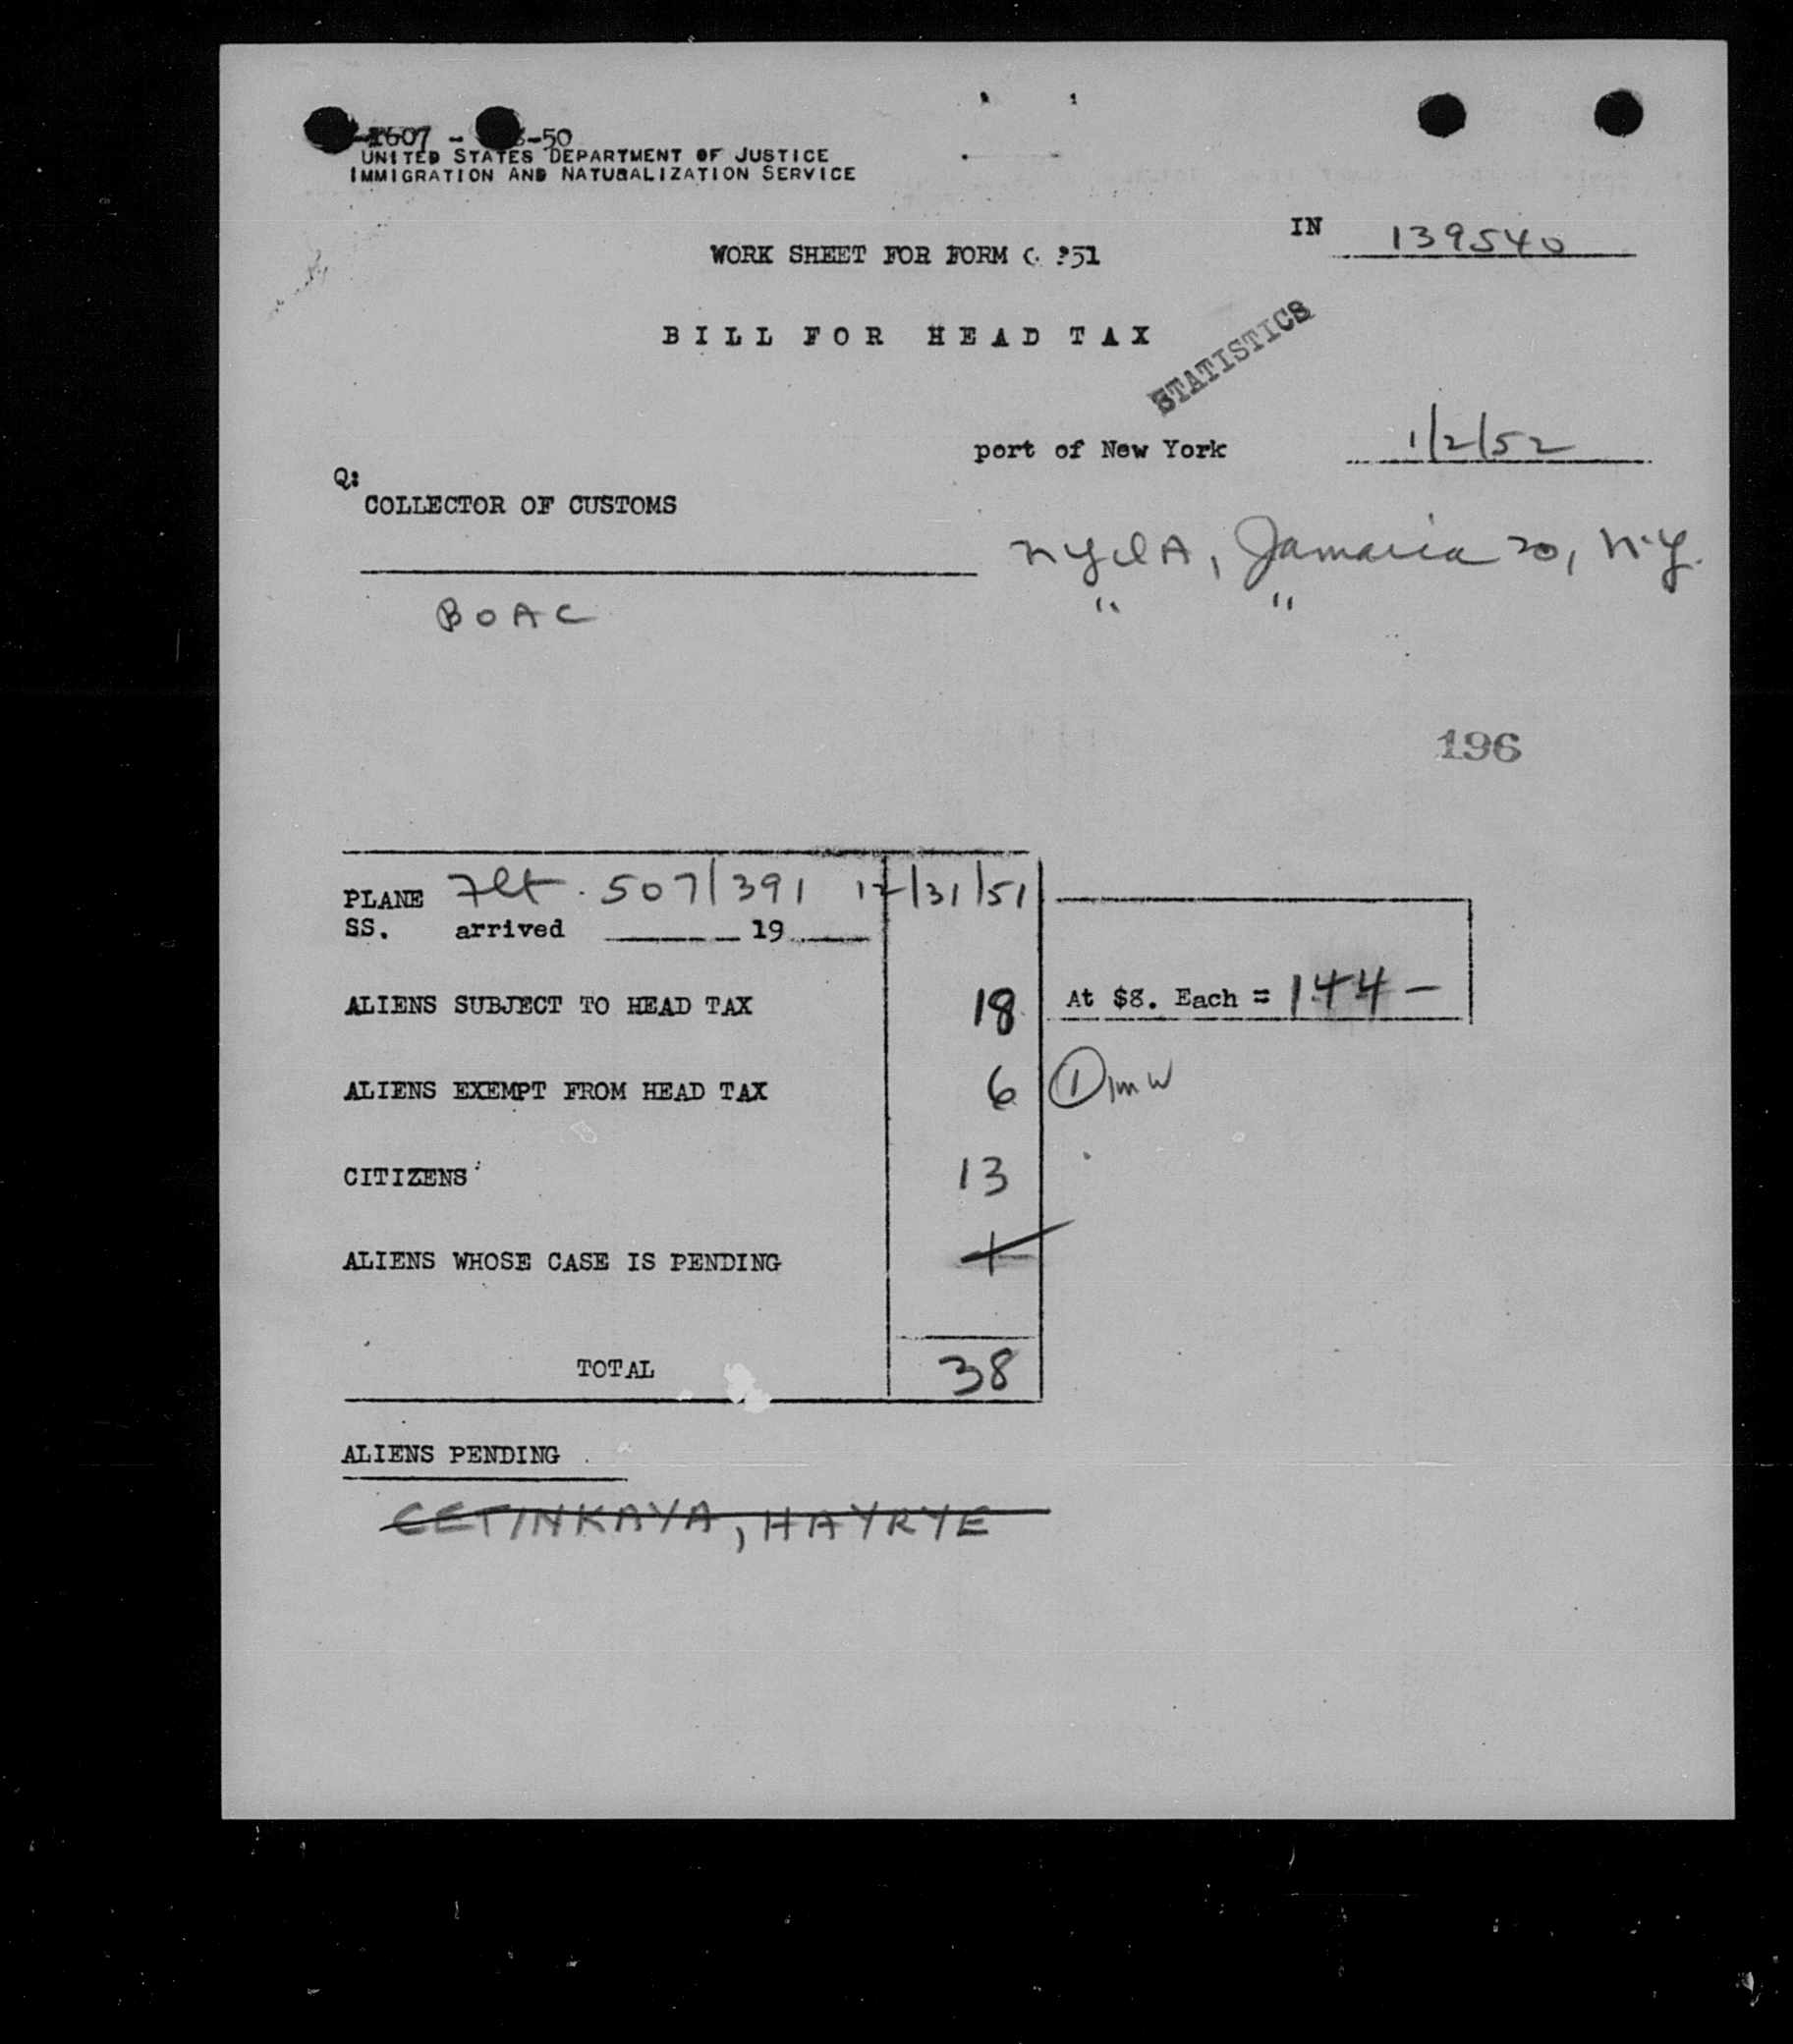 -1607 - -50
UNITED STATES DEPARTMENT OF JUSTICE
IMMIGRATION AND NATURALIZATION SERVICE
IN 139540
WORK SHEET FOR FORM 351
BILL FOR HEAD TAX
STATISTICS
port of New York 1/2/52
Q:
COLLECTOR OF CUSTOMS
NYIA, Jamaica 20, N.Y.
BOAC " "
196
PLANE Flt. 507/391 12/31/51
SS. arrived 19
ALIENS SUBJECT TO HEAD TAX 18 At $8. Each = 144 -
ALIENS EXEMPT FROM HEAD TAX 6 1
CITIZENS 13
ALIENS WHOSE CASE IS PENDING 1
TOTAL 38
ALIENS PENDING
CETINKAYA, HAYRYE